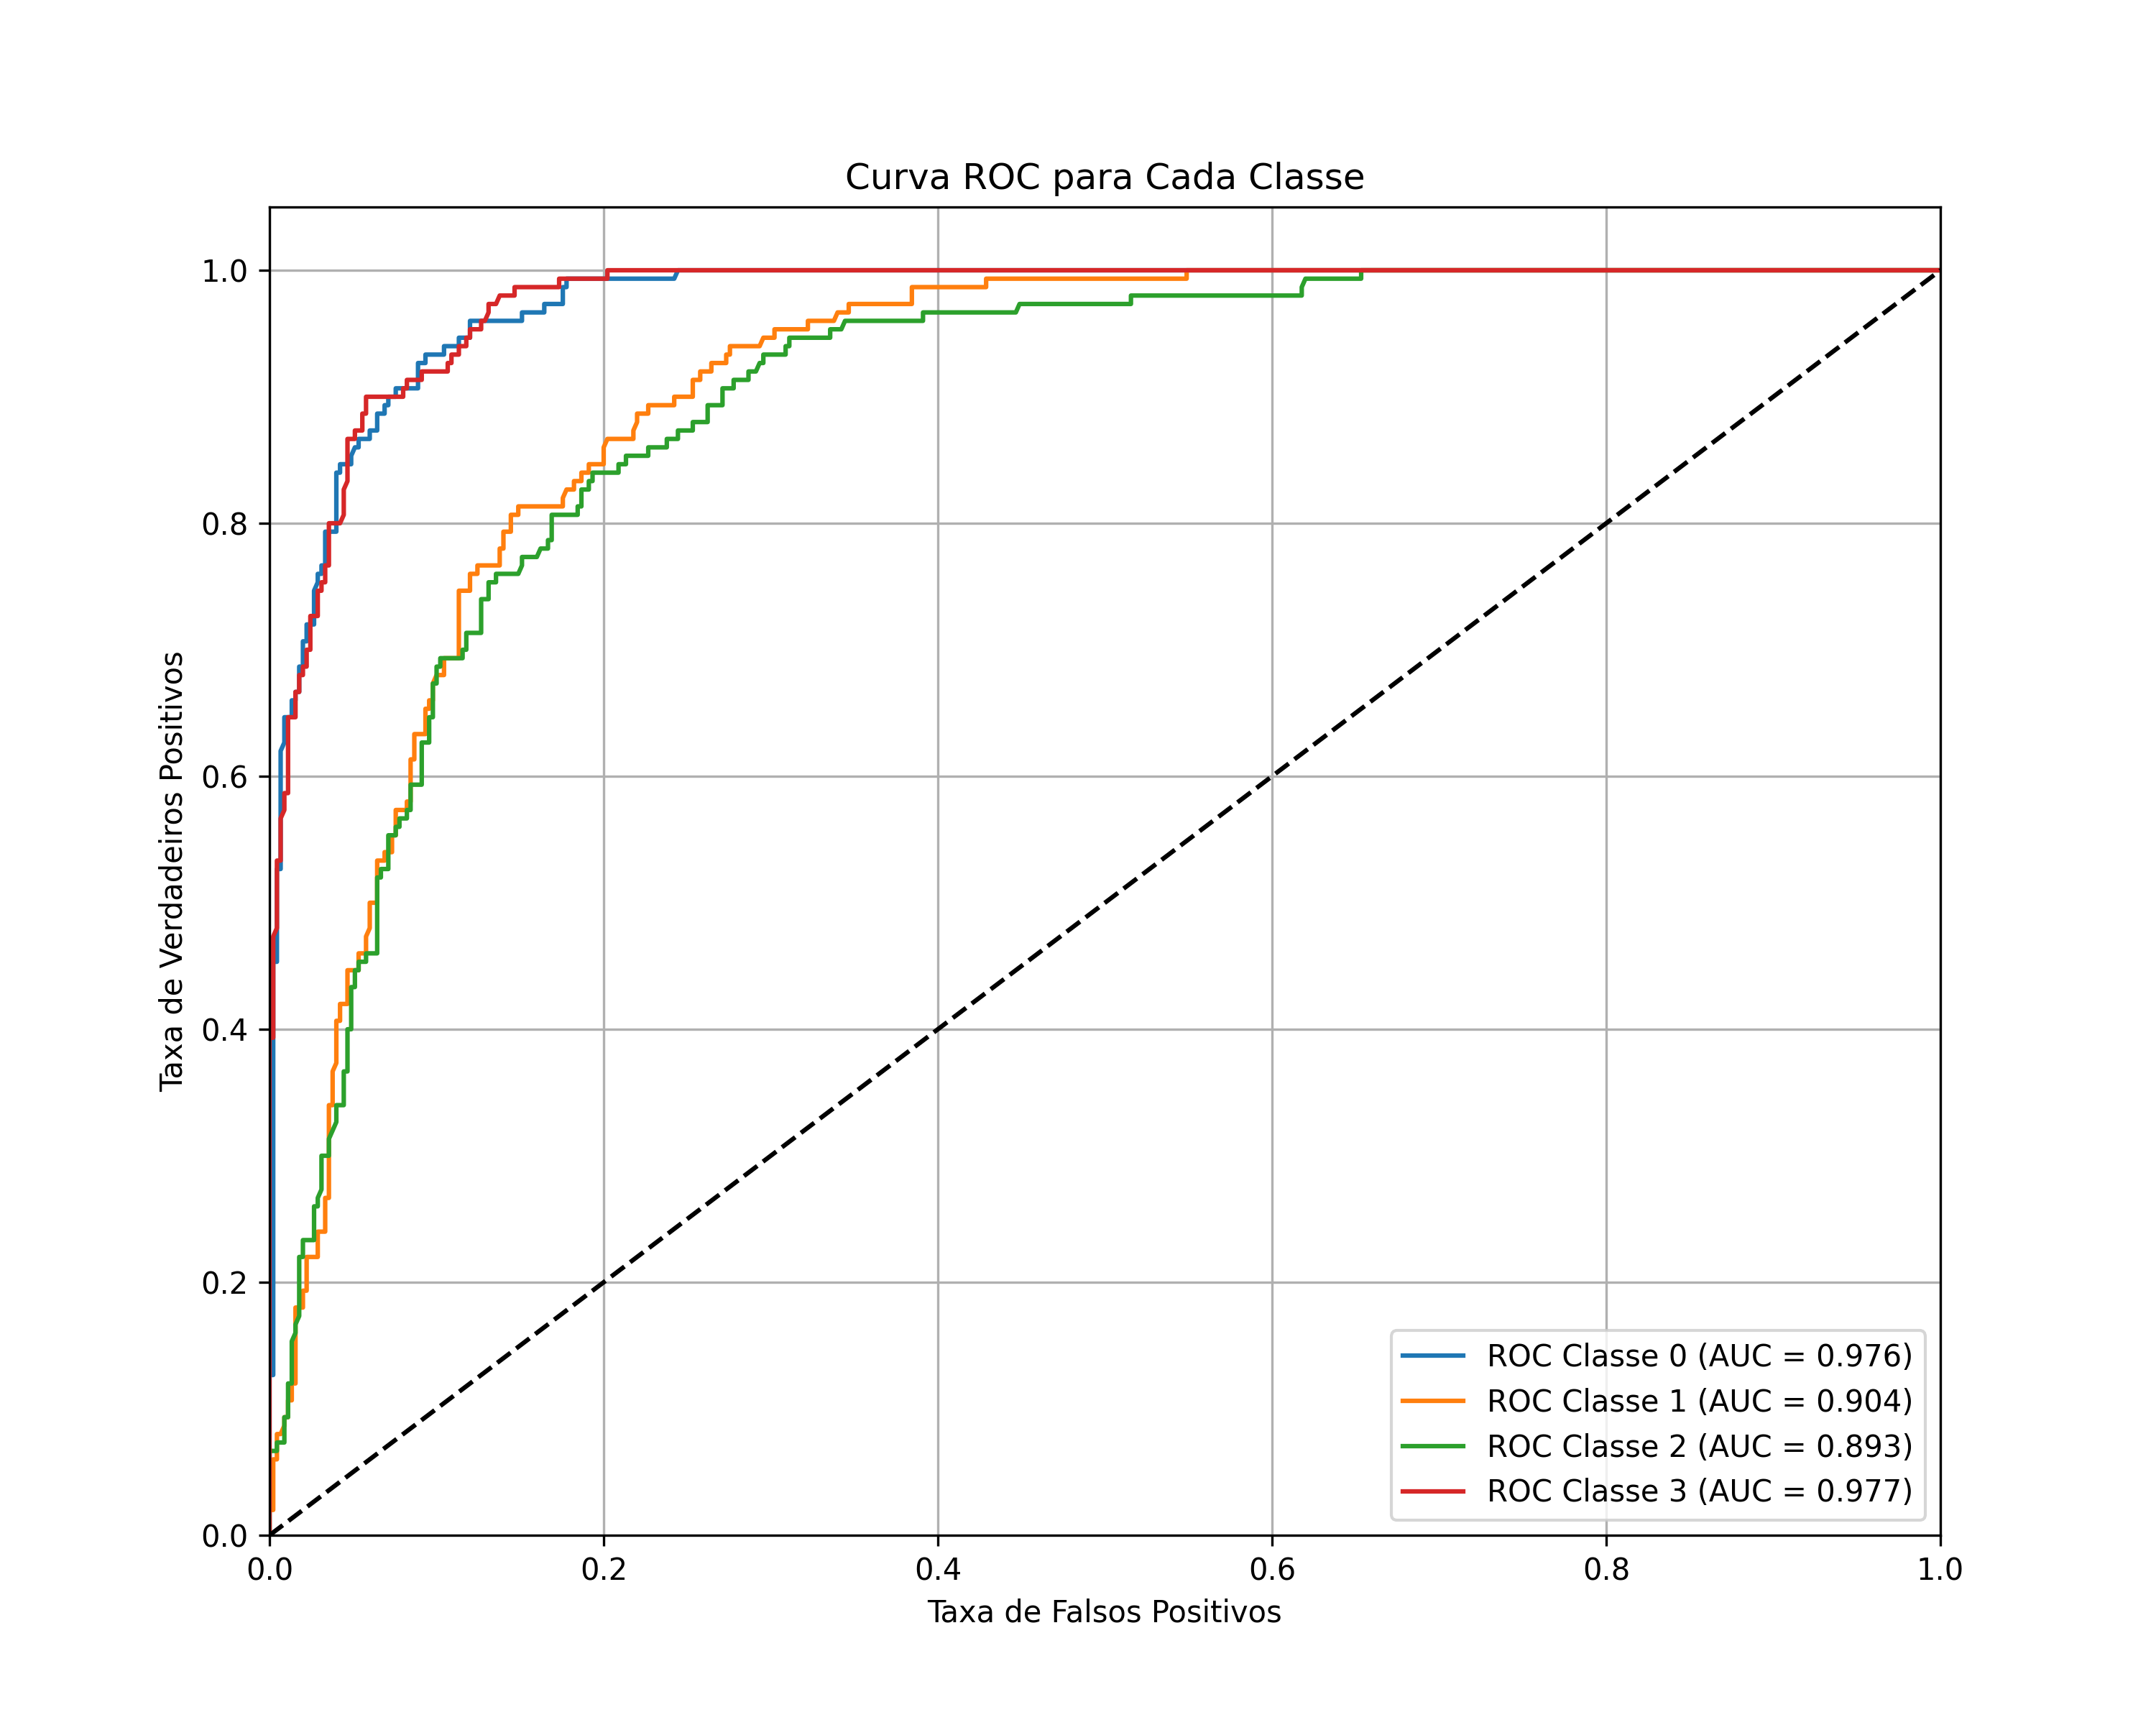 Curva ROC para Cada Classe
Taxa de Verdadeiros Positivos
1.0
0.8
0.6
0.4
0.2
0.0
0.0 0.2 0.4 0.6 0.8 1.0
Taxa de Falsos Positivos
ROC Classe 0 (AUC = 0.976)
ROC Classe 1 (AUC = 0.904)
ROC Classe 2 (AUC = 0.893)
ROC Classe 3 (AUC = 0.977)